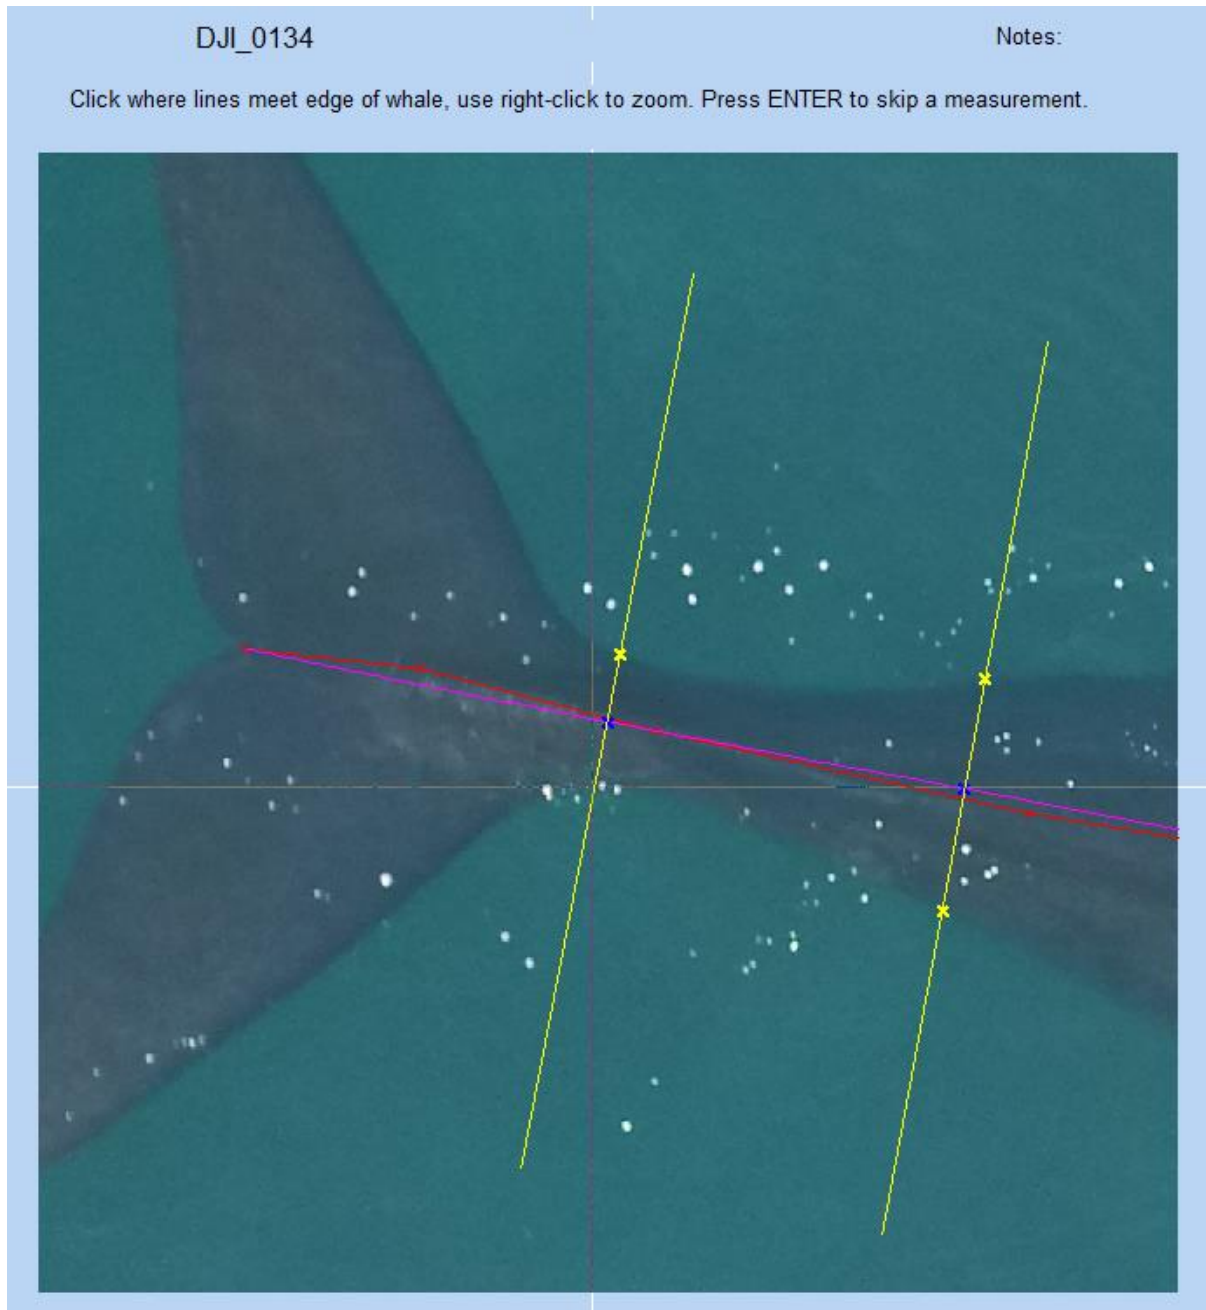 DJI_0134
Notes:
Click where lines meet edge of whale, use right-click to zoom. Press ENTER to skip a measurement.